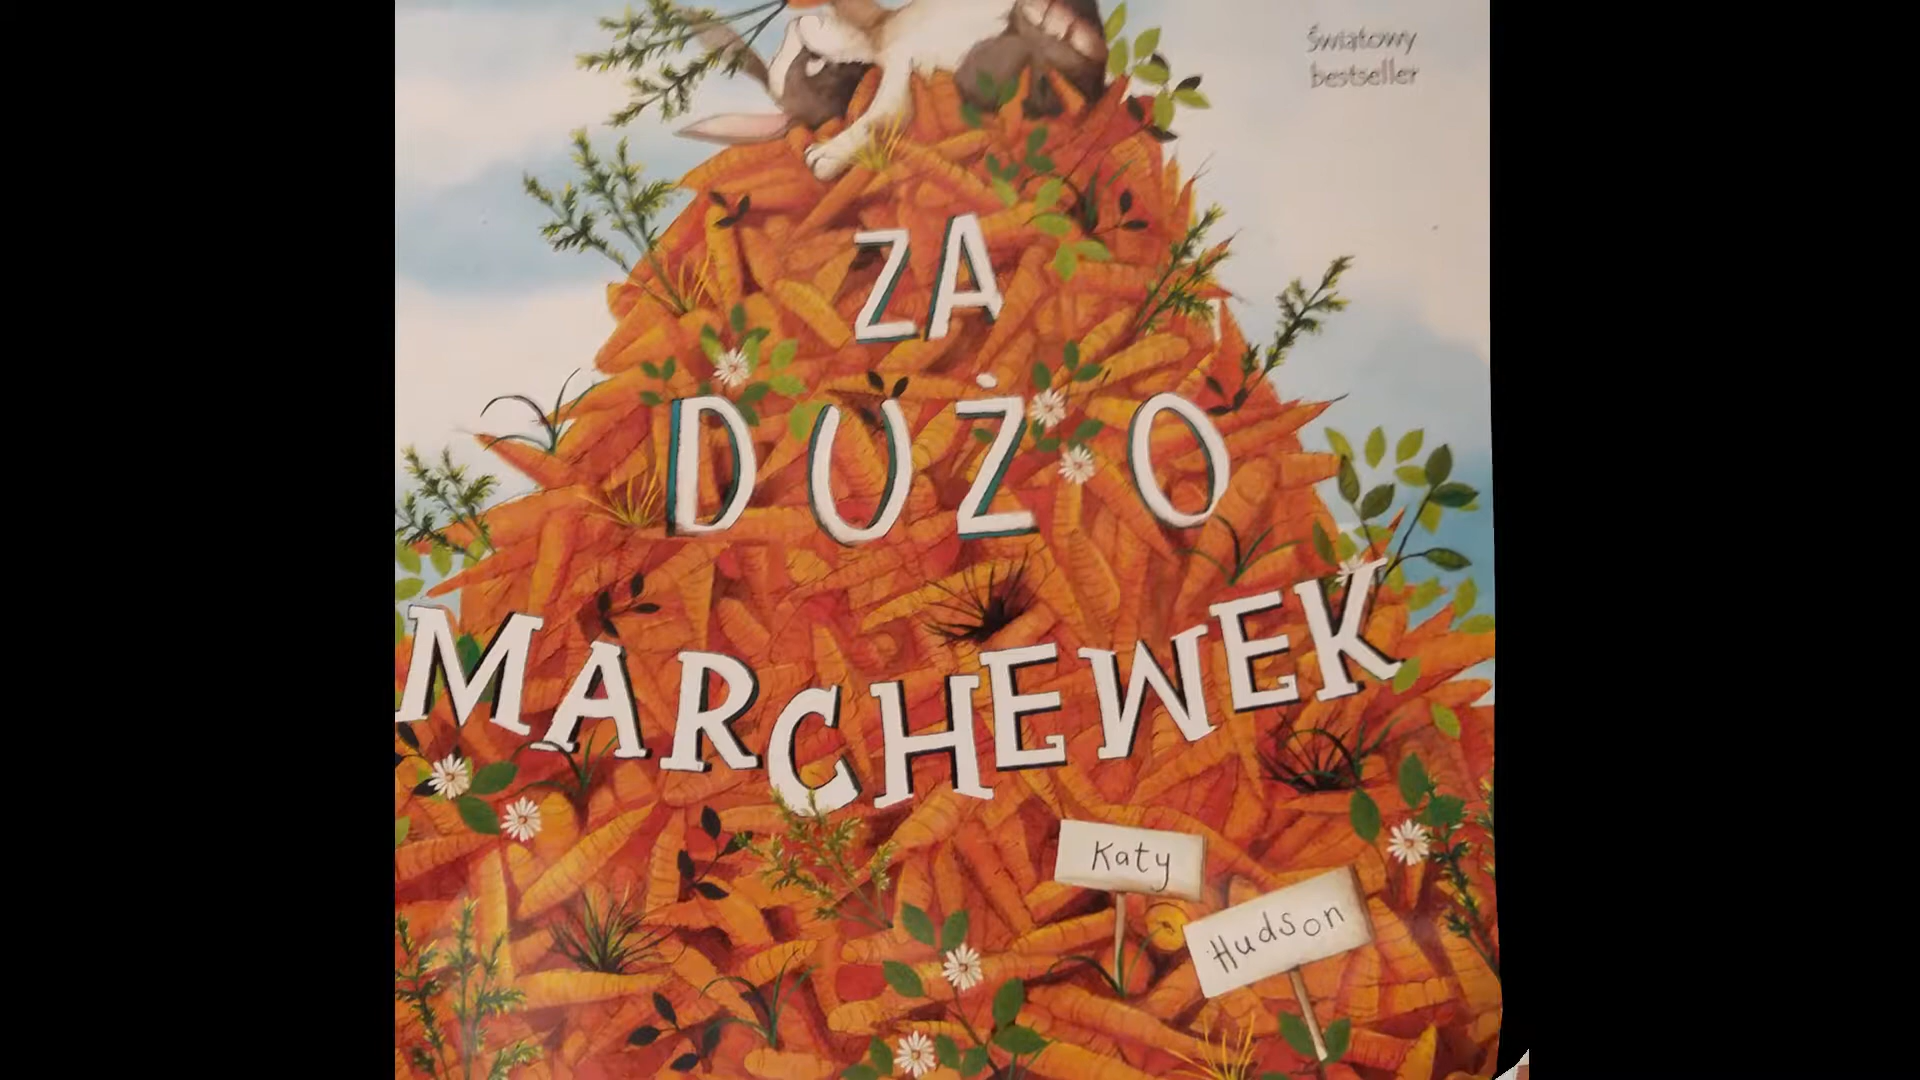 Światowy
bestseller
ZA
DUŻO
MARCHEWEK
Katy
Hudson